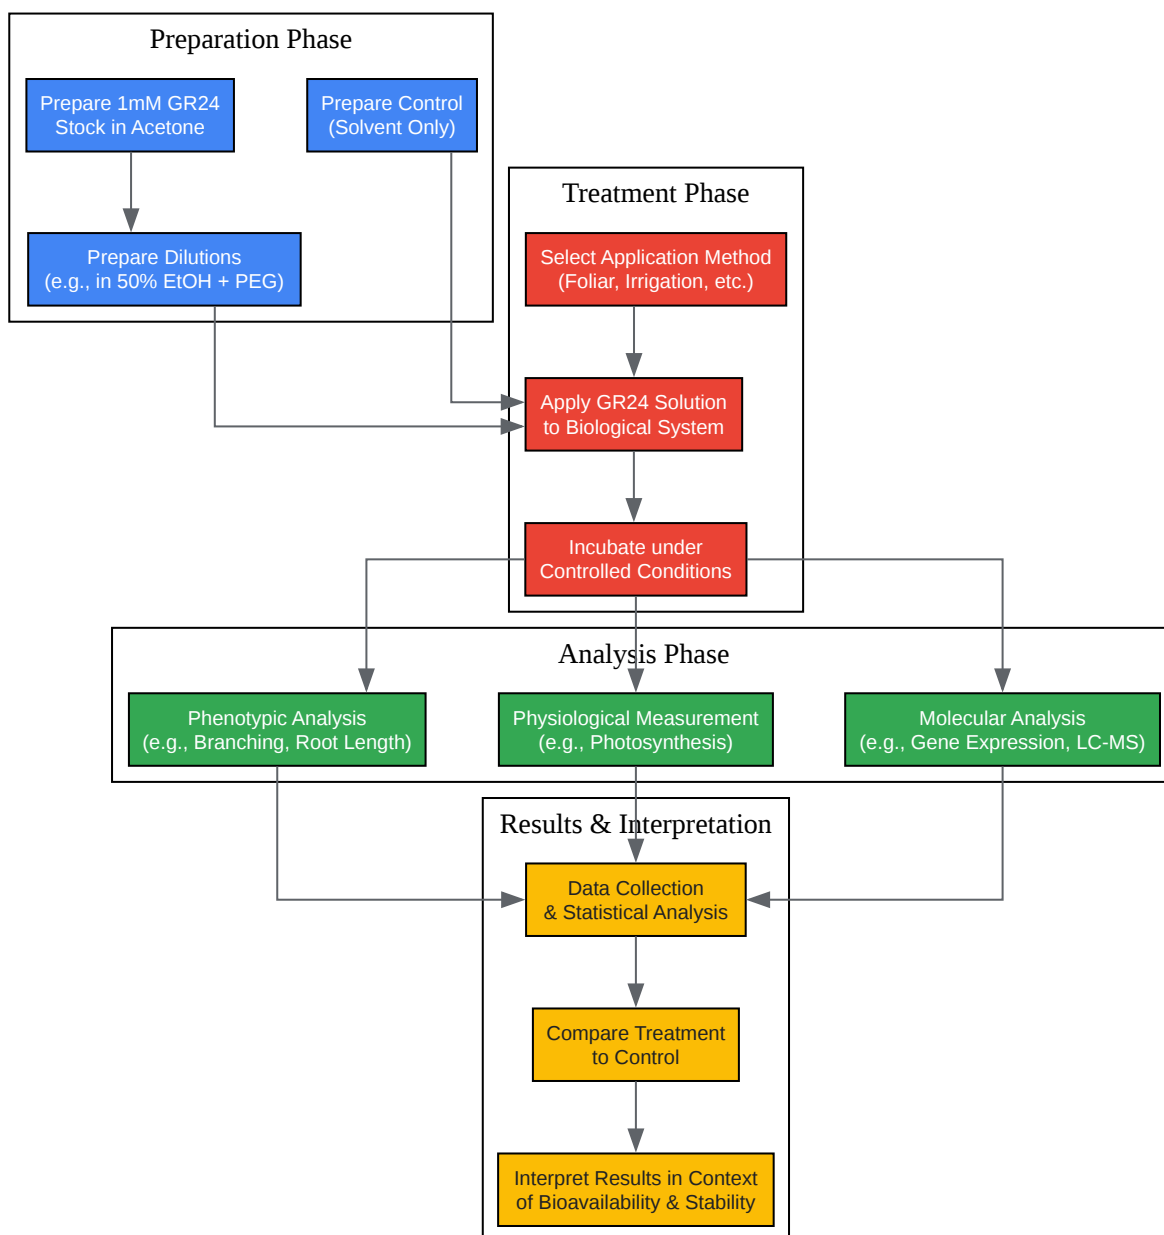 Preparation Phase
Prepare 1mM GR24
Stock in Acetone
Prepare Control
(Solvent Only)
Prepare Dilutions
(e.g., in 50% EtOH + PEG)
Treatment Phase
Select Application Method
(Foliar, Irrigation, etc.)
Apply GR24 Solution
to Biological System
Incubate under
Controlled Conditions
Analysis Phase
Phenotypic Analysis
(e.g., Branching, Root Length)
Physiological Measurement
(e.g., Photosynthesis)
Molecular Analysis
(e.g., Gene Expression, LC-MS)
Results & Interpretation
Data Collection
& Statistical Analysis
Compare Treatment
to Control
Interpret Results in Context
of Bioavailability & Stability